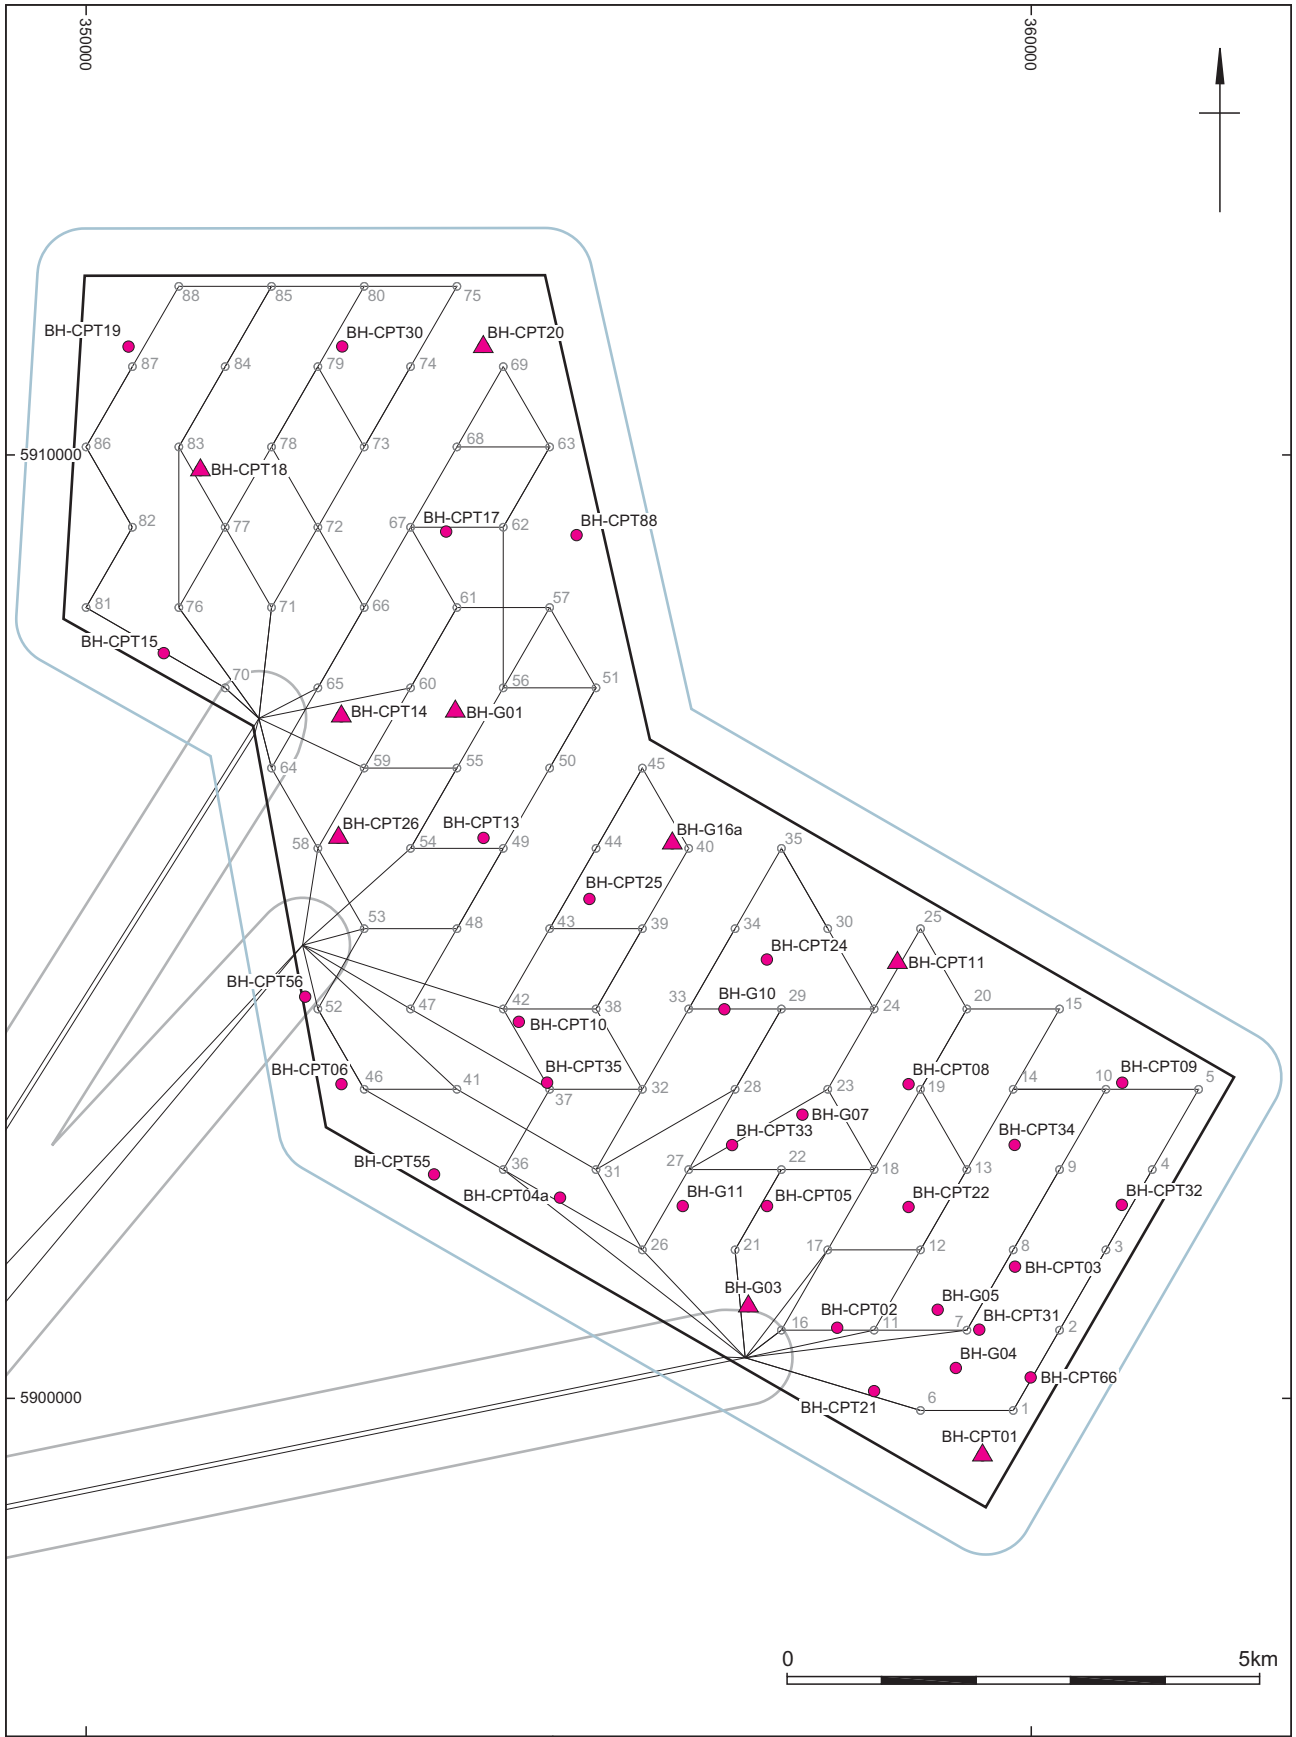 350000 360000
88 85 80 75
BH-CPT19 BH-CPT30 BH-CPT20
87 84 79 74 69
86 83 78 73 68 63
5910000
BH-CPT18
BH-CPT17 BH-CPT88
82 77 72 67 62
81 76 71 66 61 57
BH-CPT15
70 65 60 56 51
BH-CPT14 BH-G01
64 59 55 50 45
BH-CPT26 BH-CPT13 BH-G16a
58 54 49 44 40 35
BH-CPT25
53 48 43 39 34 30 25
BH-CPT24 BH-CPT11
BH-CPT56 BH-G10
52 47 42 38 33 29 24 20 15
BH-CPT10
BH-CPT06 BH-CPT35 BH-CPT08 BH-CPT09
46 41 37 32 28 23 19 14 10 5
BH-G07
BH-CPT33 BH-CPT34
BH-CPT55 36 31 27 22 18 13 9 4
BH-CPT04a BH-G11 BH-CPT05 BH-CPT22 BH-CPT32
26 21 17 12 8 3
BH-CPT03
BH-G03 BH-G05
BH-CPT02 BH-CPT31
16 11 7 2
BH-G04
BH-CPT66
5900000
BH-CPT21 6 1
BH-CPT01
0 5km